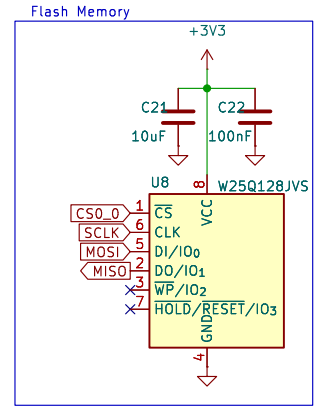 Flash Memory
+3V3
C21
C22
10uF
100nF
U8
8
W25Q128JVS
VCC
CS0_0
1
CS
SCLK
6
CLK
MOSI
5
DI/IO0
MISO
2
DO/IO1
3
WP/IO2
7
HOLD/RESET/IO3
GND
4